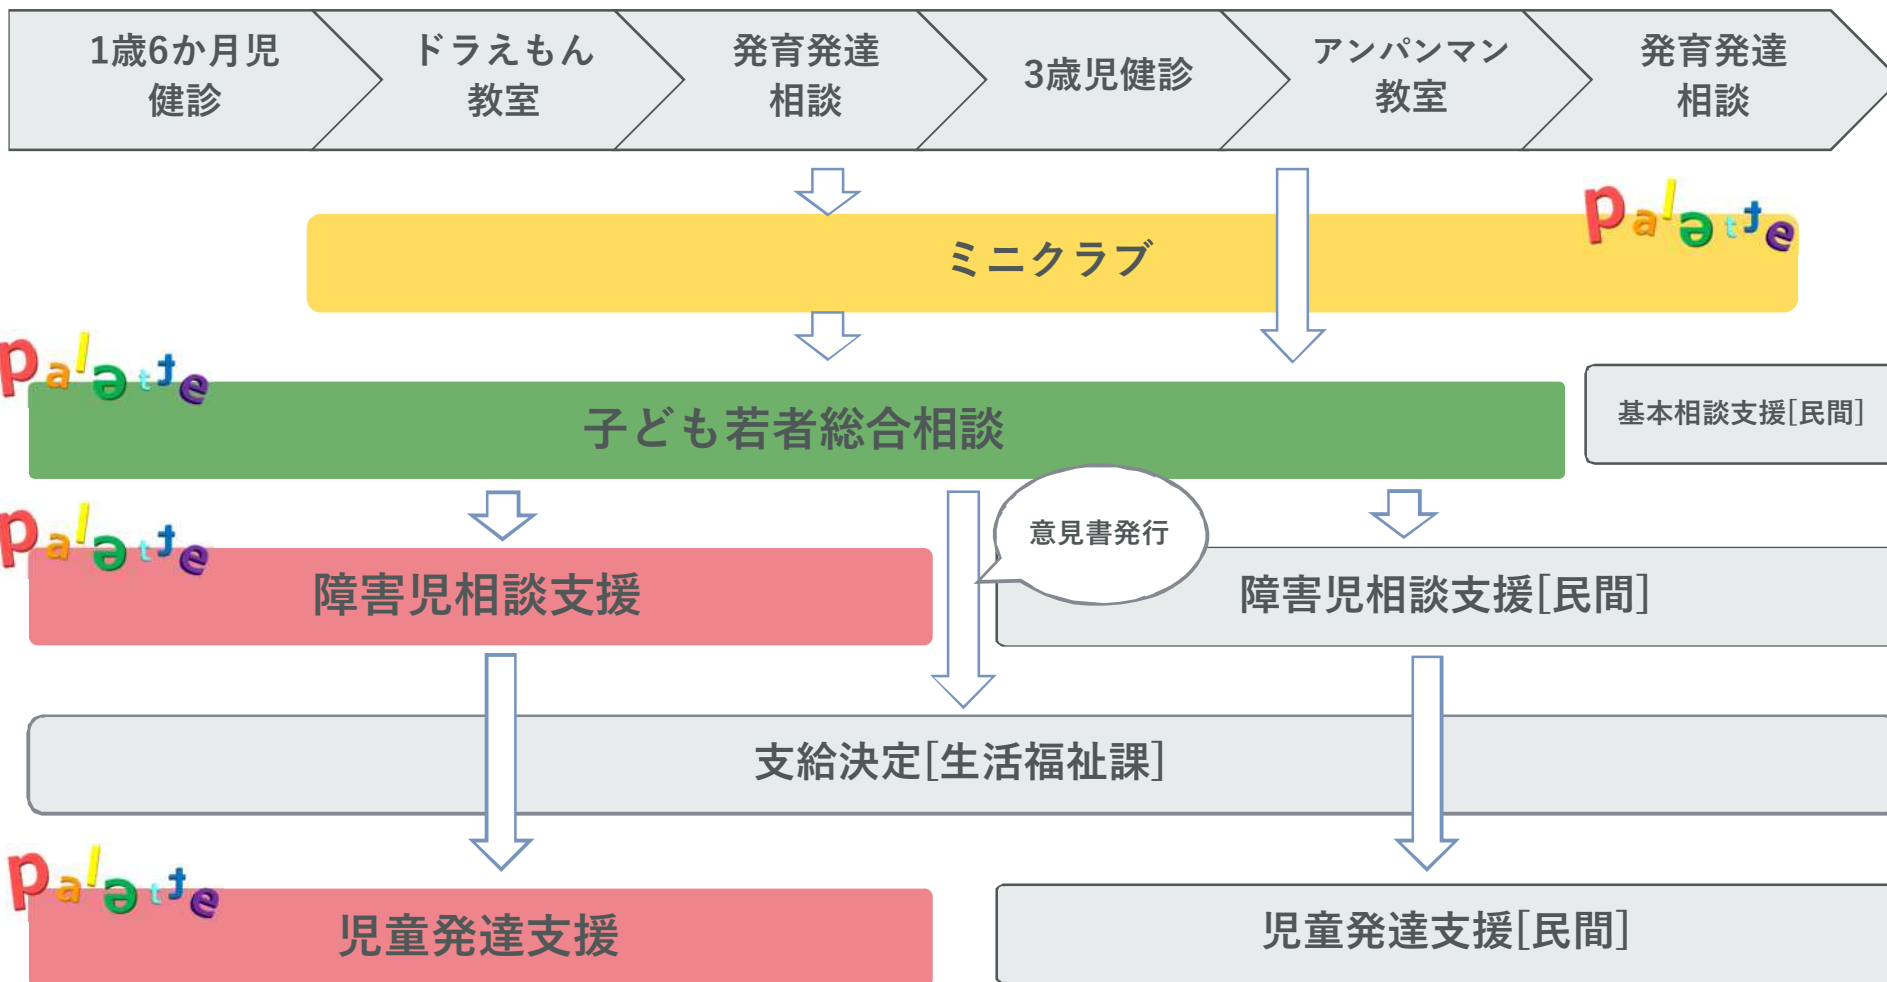 1歳6か月児
健診
ドラえもん
教室
発育発達
相談
3歳児健診
アンパンマン
教室
発育発達
相談
palette
ミニクラブ
palette
子ども若者総合相談
基本相談支援[民間]
意見書発行
palette
障害児相談支援
障害児相談支援[民間]
支給決定[生活福祉課]
palette
児童発達支援
児童発達支援[民間]